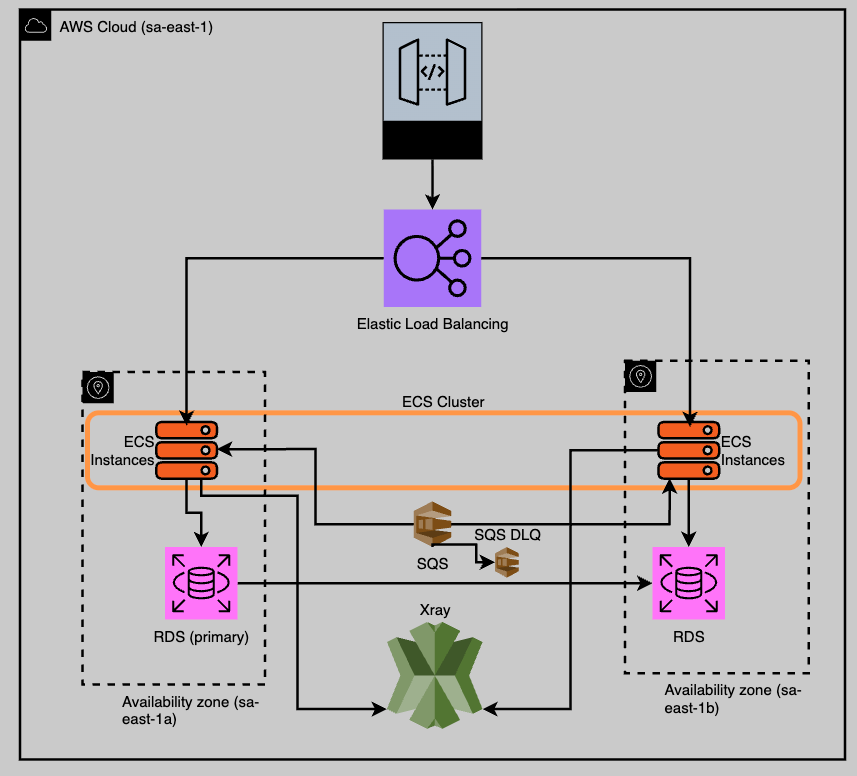 AWS Cloud (sa-east-1)
</>
Elastic Load Balancing
ECS Cluster
ECS
Instances
ECS
Instances
SQS DLQ
SQS
Xray
RDS (primary)
RDS
Availability zone (sa-
east-1a)
Availability zone (sa-
east-1b)